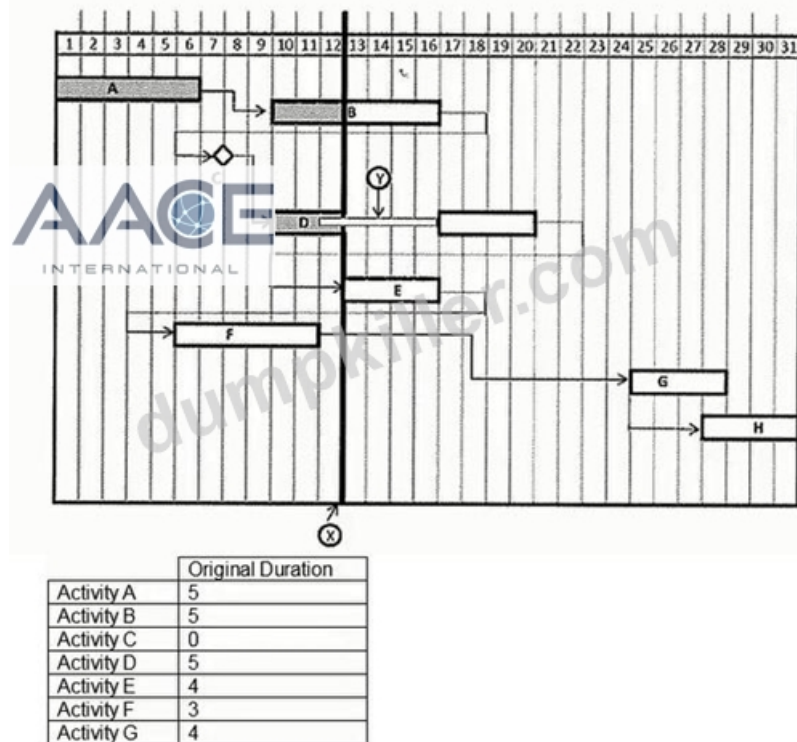 1 2 3 4 5 6 7 8 9 10 11 12 13 14 15 16 17 18 19 20 21 22 23 24 25 26 27 28 29 30 31
A
B
C
Y
AACE
INTERNATIONAL
D
E
F
G
H
dumpkiller.com
X
Original Duration
Activity A 5
Activity B 5
Activity C 0
Activity D 5
Activity E 4
Activity F 3
Activity G 4